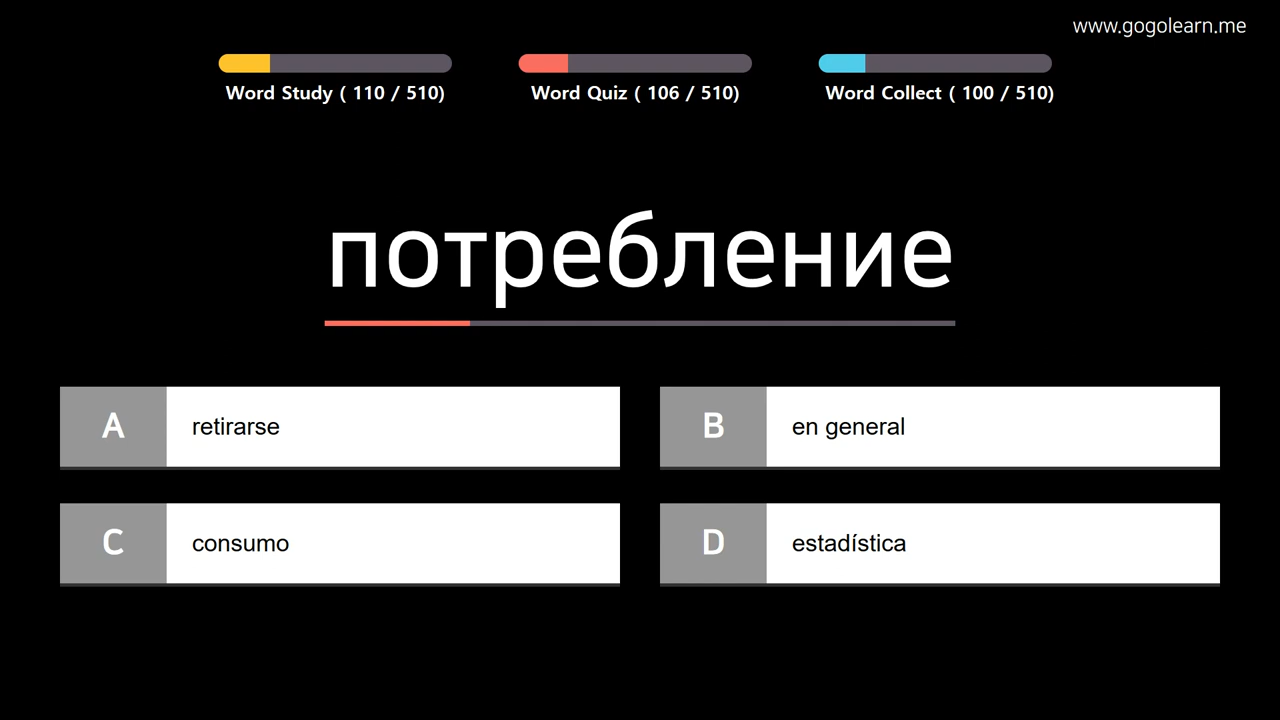 www.gogolearn.me
Word Study ( 110 / 510)
Word Quiz ( 106 / 510)
Word Collect ( 100 / 510)
потребление
A retirarse
B en general
C consumo
D estadística